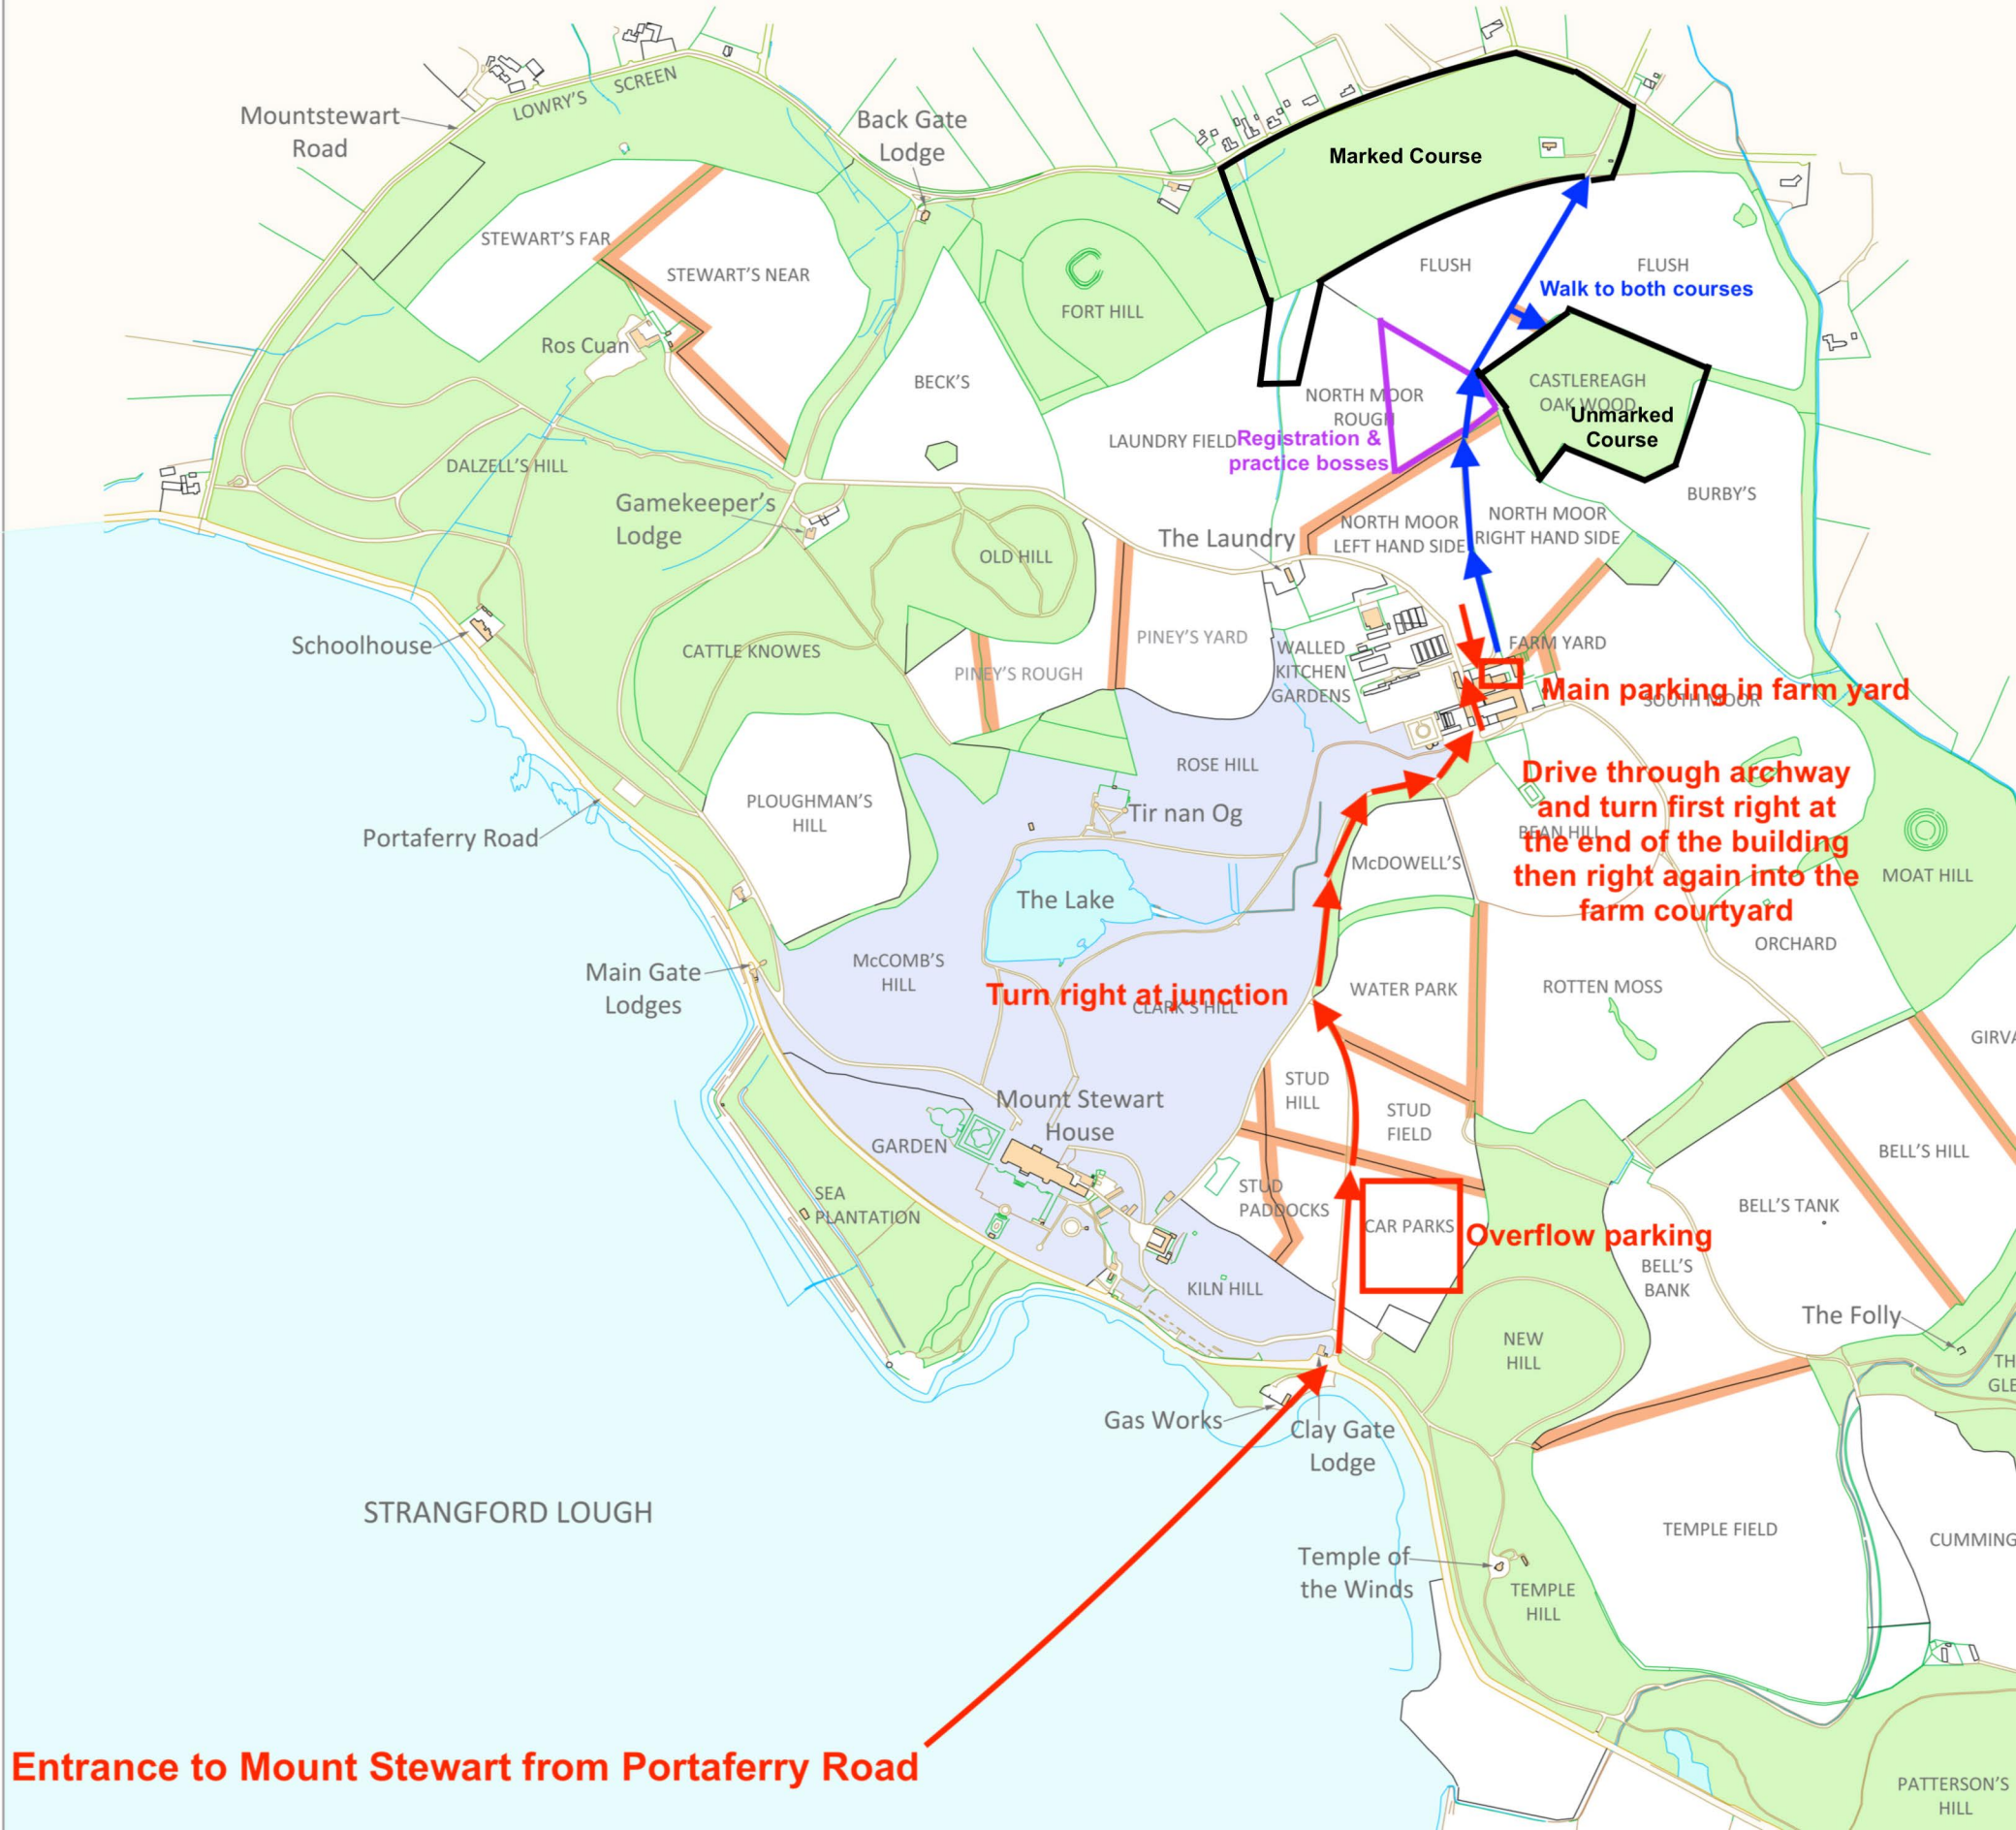 LOWRY'S SCREEN
Mountstewart
Road
Back Gate
Lodge
Marked Course
STEWART'S FAR
STEWART'S NEAR
FORT HILL
FLUSH
FLUSH
Walk to both courses
Ros Cuan
BECK'S
NORTH MOOR
ROUGH
CASTLEREAGH
OAK WOOD
Unmarked
Course
LAUNDRY FIELD
Registration &
practice bosses
DALZELL'S HILL
BURBY'S
Gamekeeper's
Lodge
OLD HILL
The Laundry
NORTH MOOR
LEFT HAND SIDE
NORTH MOOR
RIGHT HAND SIDE
Schoolhouse
CATTLE KNOWES
PINEY'S ROUGH
PINEY'S YARD
WALLED
KITCHEN
GARDENS
FARM YARD
Main parking in farm yard
SOUTH MOOR
ROSE HILL
Drive through archway
and turn first right at
the end of the building
then right again into the
farm courtyard
BEAN HILL
PLOUGHMAN'S
HILL
Tir nan Og
Portaferry Road
McDOWELL'S
MOAT HILL
The Lake
ORCHARD
McCOMB'S
HILL
Main Gate
Lodges
Turn right at junction
CLARK'S HILL
WATER PARK
ROTTEN MOSS
GIRVA
STUD
HILL
STUD
FIELD
Mount Stewart
House
GARDEN
BELL'S HILL
SEA
PLANTATION
STUD
PADDOCKS
CAR PARKS
Overflow parking
BELL'S TANK
BELL'S
BANK
KILN HILL
The Folly
NEW
HILL
TH
GLE
Gas Works
Clay Gate
Lodge
STRANGFORD LOUGH
TEMPLE FIELD
CUMMING
Temple of
the Winds
TEMPLE
HILL
Entrance to Mount Stewart from Portaferry Road
PATTERSON'S
HILL